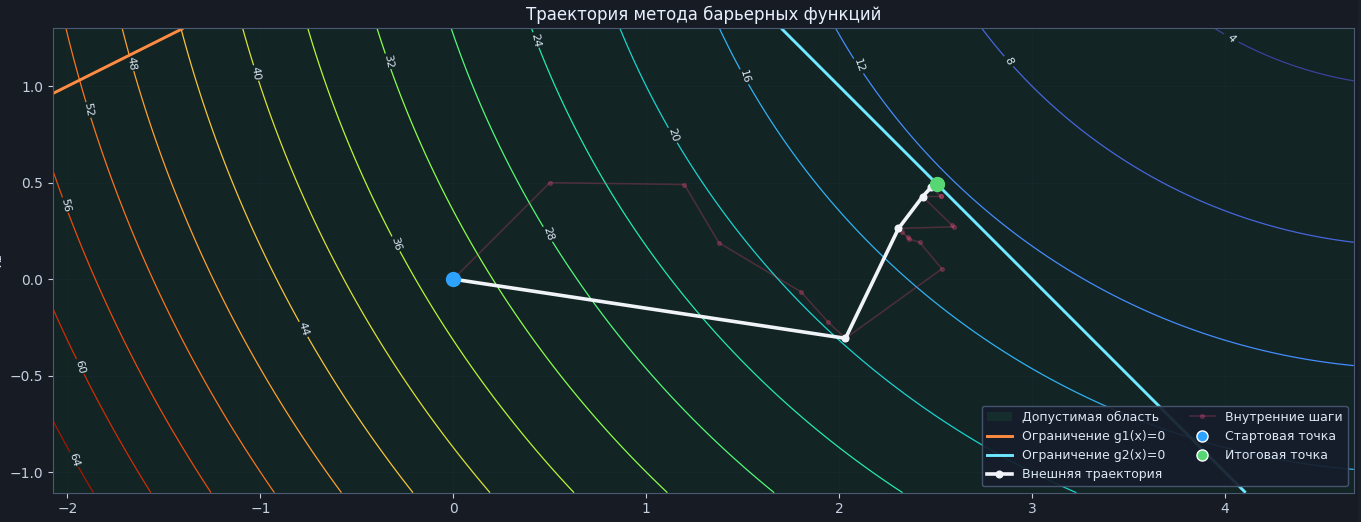 Траектория метода барьерных функций
4
24
48
40
32
12
8
16
1.0
52
20
0.5
56
28
36
0.0
44
60
−0.5
64
−1.0
Допустимая область
Ограничение g1(x)=0
Ограничение g2(x)=0
Внешняя траектория
Внутренние шаги
Стартовая точка
Итоговая точка
−2 −1 0 1 2 3 4